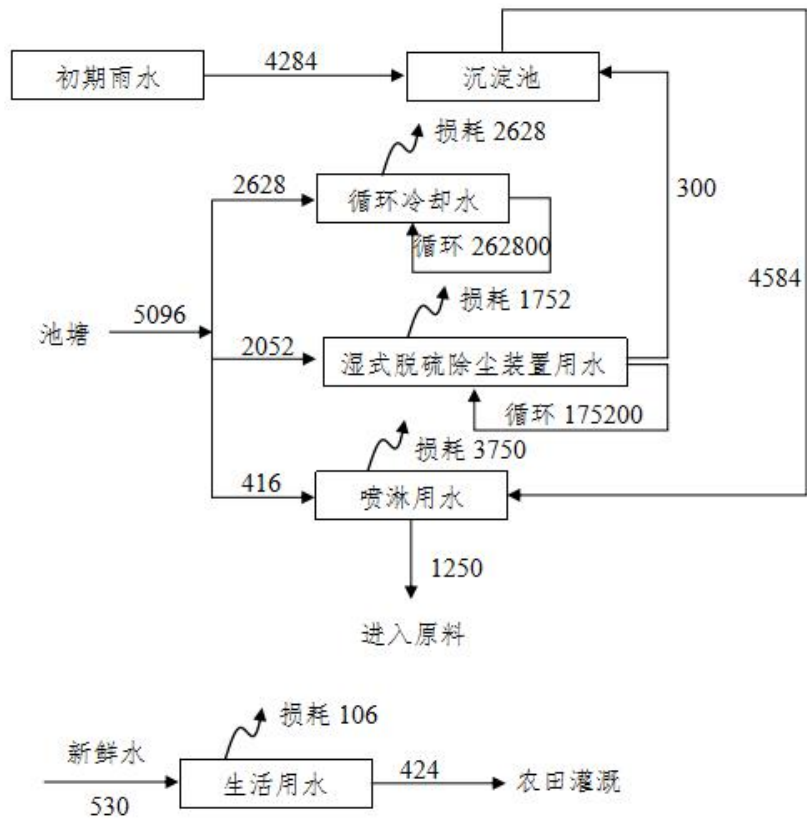 4284
初期雨水
沉淀池
损耗 2628
2628
循环冷却水
300
循环 262800
4584
损耗 1752
5096
池塘
2052
湿式脱硫除尘装置用水
循环 175200
损耗 3750
416
喷淋用水
1250
进入原料
损耗 106
新鲜水
424
生活用水
农田灌溉
530